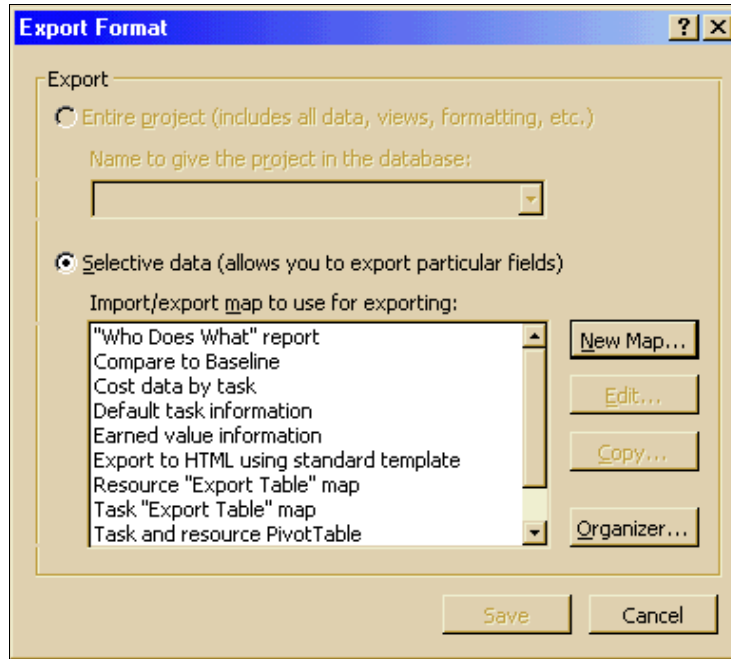 Export Format
Export
Entire project (includes all data, views, formatting, etc.)
Name to give the project in the database:
Selective data (allows you to export particular fields)
Import/export map to use for exporting:
"Who Does What" report
Compare to Baseline
Cost data by task
Default task information
Earned value information
Export to HTML using standard template
Resource "Export Table" map
Task "Export Table" map
Task and resource PivotTable
New Map...
Edit...
Copy...
Organizer...
Save
Cancel